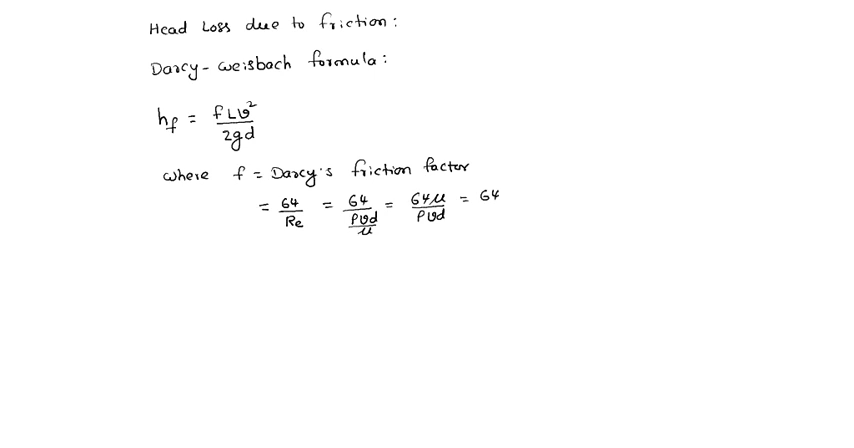 Head Loss due to friction:
Darcy-weisbach formula:
hf = fLv²/2gd
where f = Darcy's friction factor
= 64/Re = 64/(ρvd/μ) = 64μ/ρvd = 64